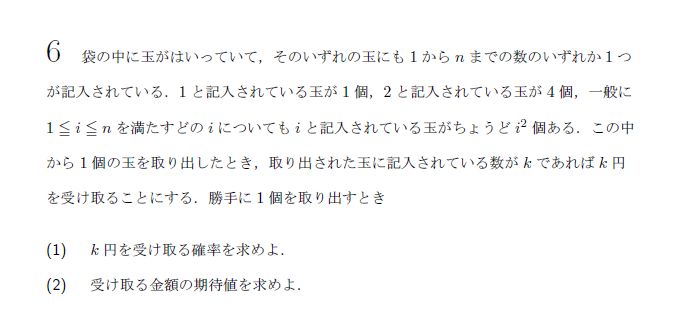 6 袋の中に玉がはいっていて，そのいずれの玉にも 1 から n までの数のいずれか 1 つ
が記入されている．1 と記入されている玉が 1 個，2 と記入されている玉が 4 個，一般に
1 ≦ i ≦ n を満たすどの i についても i と記入されている玉がちょうど i² 個ある．この中
から 1 個の玉を取り出したとき，取り出された玉に記入されている数が k であれば k 円
を受け取ることにする．勝手に 1 個を取り出すとき
(1) k 円を受け取る確率を求めよ．
(2) 受け取る金額の期待値を求めよ．